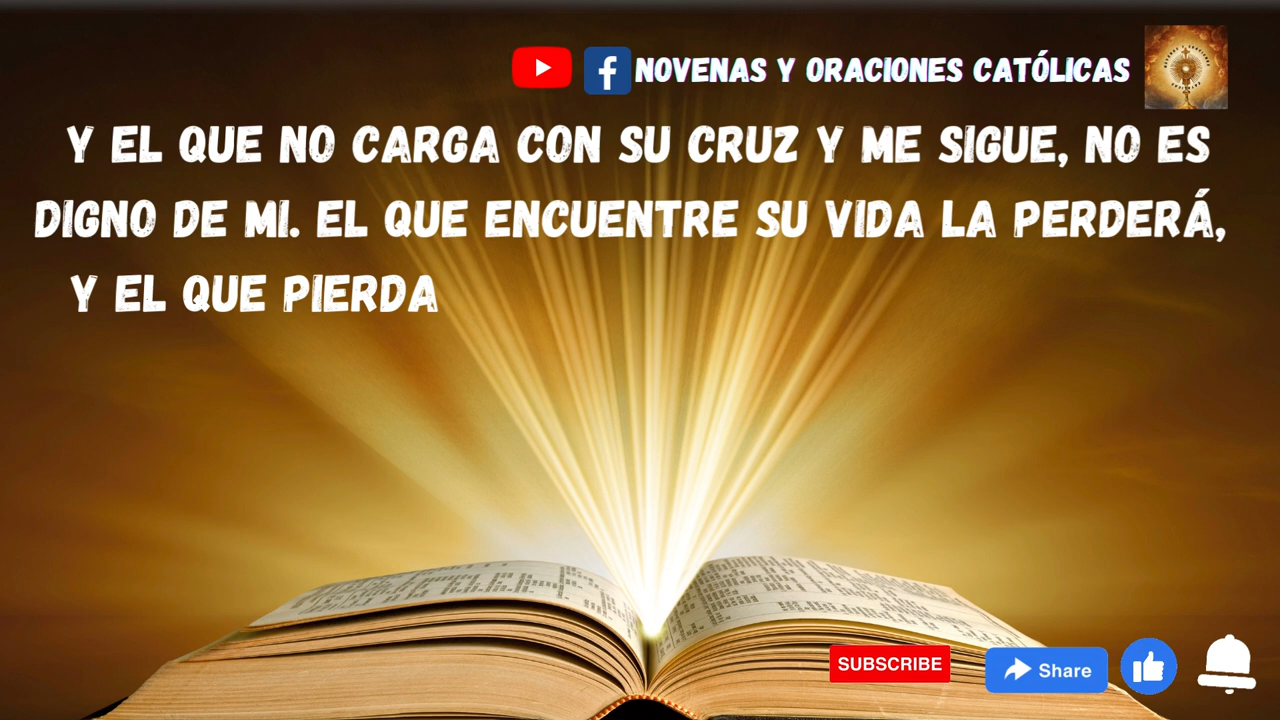 NOVENAS Y ORACIONES CATÓLICAS
Y EL QUE NO CARGA CON SU CRUZ Y ME SIGUE, NO ES
DIGNO DE MI. EL QUE ENCUENTRE SU VIDA LA PERDERÁ,
Y EL QUE PIERDA
SUBSCRIBE
Share